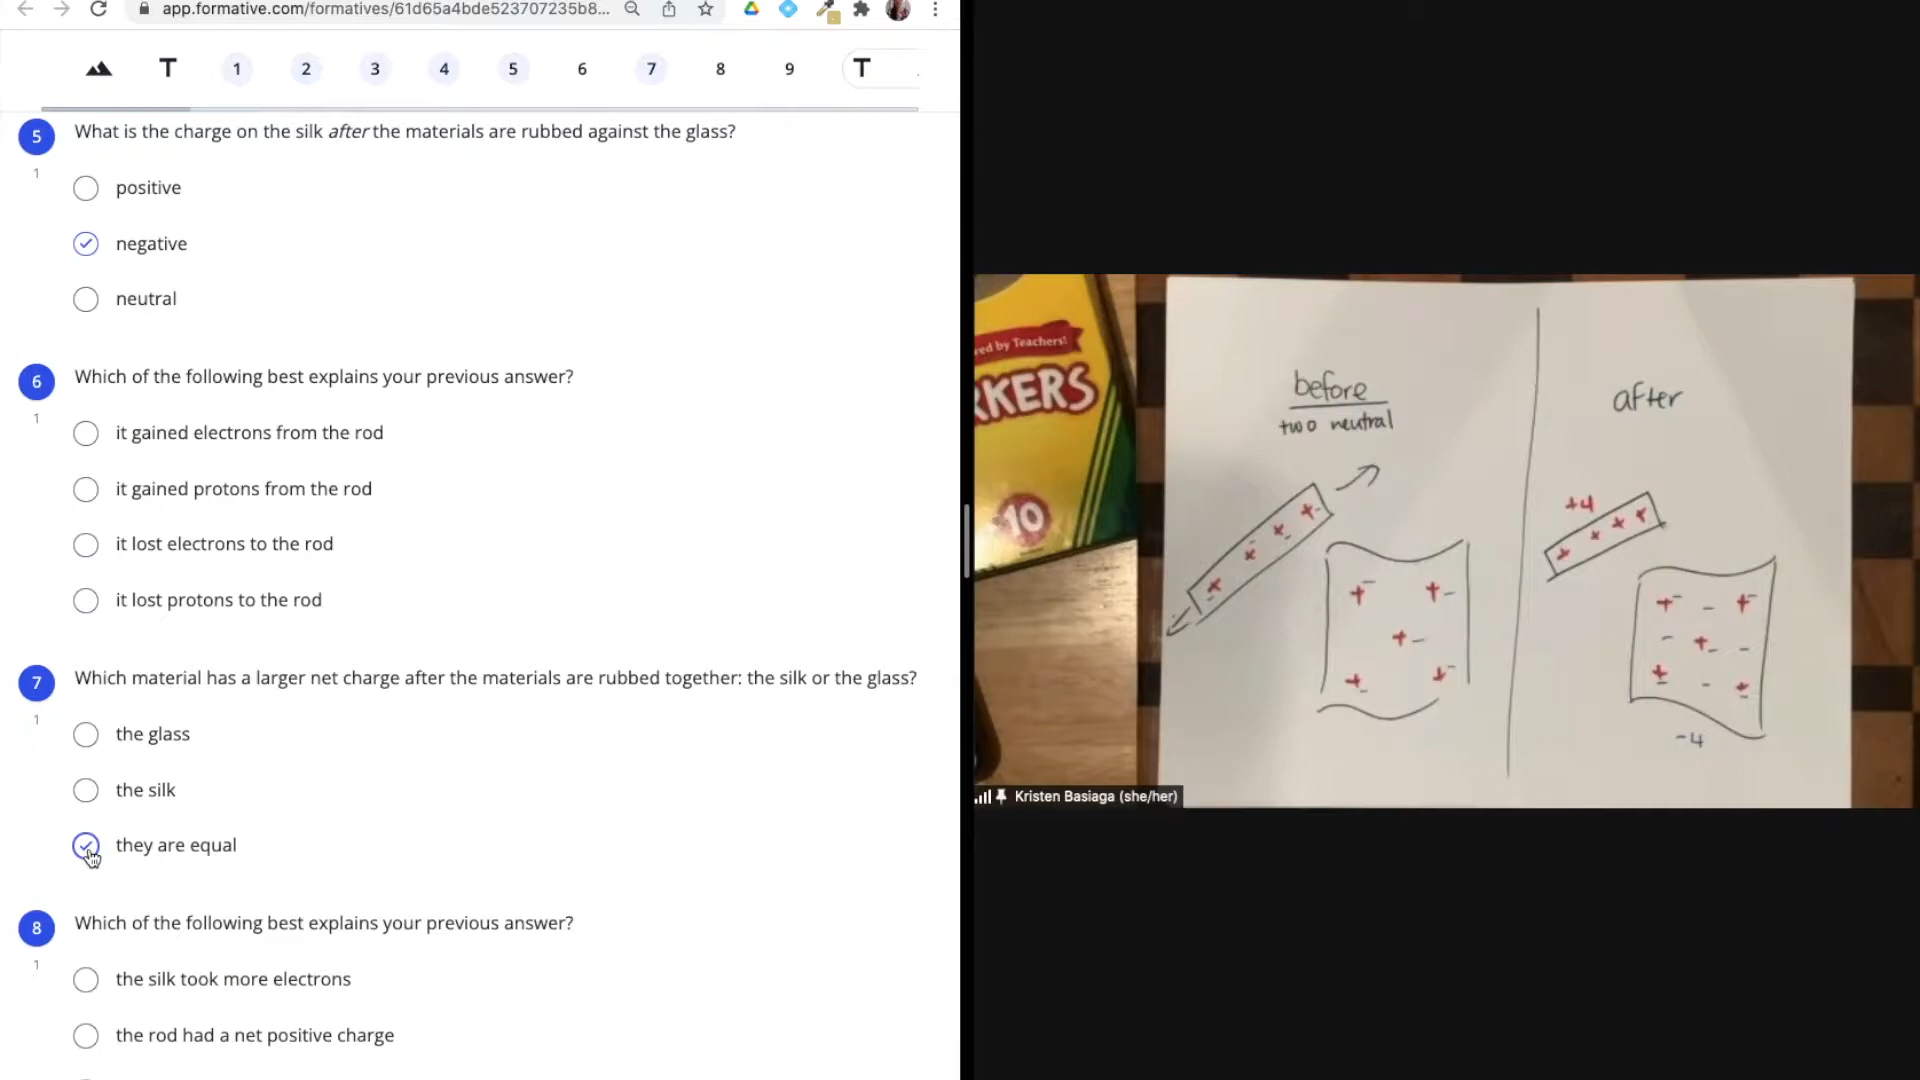 app.formative.com/formatives/61d65a4bde523707235b8...
T 1 2 3 4 5 6 7 8 9 T
5 What is the charge on the silk after the materials are rubbed against the glass?
1
positive
negative
neutral
6 Which of the following best explains your previous answer?
1
it gained electrons from the rod
it gained protons from the rod
it lost electrons to the rod
it lost protons to the rod
7 Which material has a larger net charge after the materials are rubbed together: the silk or the glass?
1
the glass
the silk
they are equal
8 Which of the following best explains your previous answer?
1
the silk took more electrons
the rod had a net positive charge
by Teachers!
RKERS
10
before
two neutral
after
+4
+ + + +
-4
Kristen Basiaga (she/her)